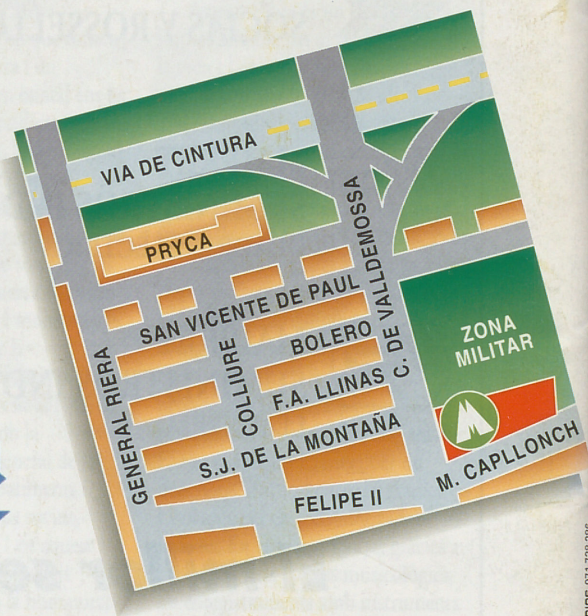 VIA DE CINTURA
PRYCA
SAN VICENTE DE PAUL
C. DE VALLDEMOSSA
BOLERO
ZONA
MILITAR
GENERAL RIERA
COLLIURE
F.A. LLINAS
S.J. DE LA MONTAÑA
M
FELIPE II
M. CAPLLONCH